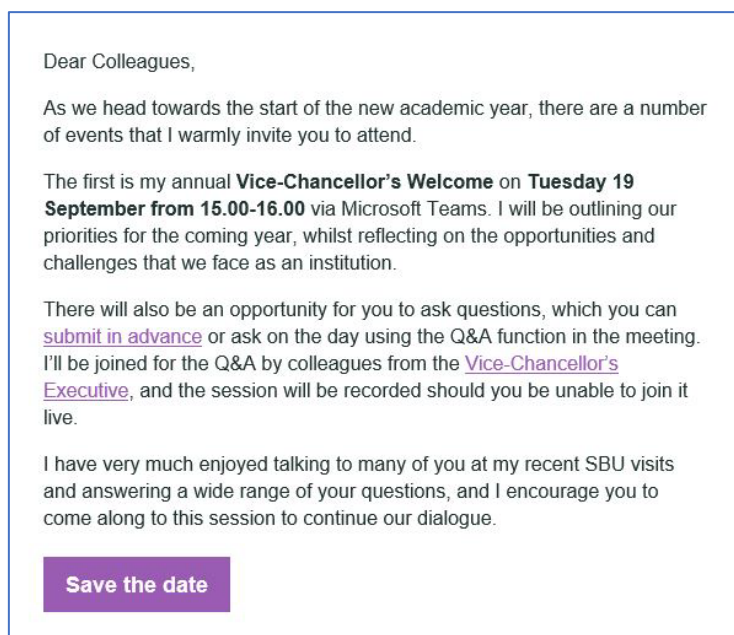 Dear Colleagues,
As we head towards the start of the new academic year, there are a number
of events that I warmly invite you to attend.
The first is my annual Vice-Chancellor’s Welcome on Tuesday 19
September from 15.00-16.00 via Microsoft Teams. I will be outlining our
priorities for the coming year, whilst reflecting on the opportunities and
challenges that we face as an institution.
There will also be an opportunity for you to ask questions, which you can
submit in advance or ask on the day using the Q&A function in the meeting.
I’ll be joined for the Q&A by colleagues from the Vice-Chancellor’s
Executive, and the session will be recorded should you be unable to join it
live.
I have very much enjoyed talking to many of you at my recent SBU visits
and answering a wide range of your questions, and I encourage you to
come along to this session to continue our dialogue.
Save the date